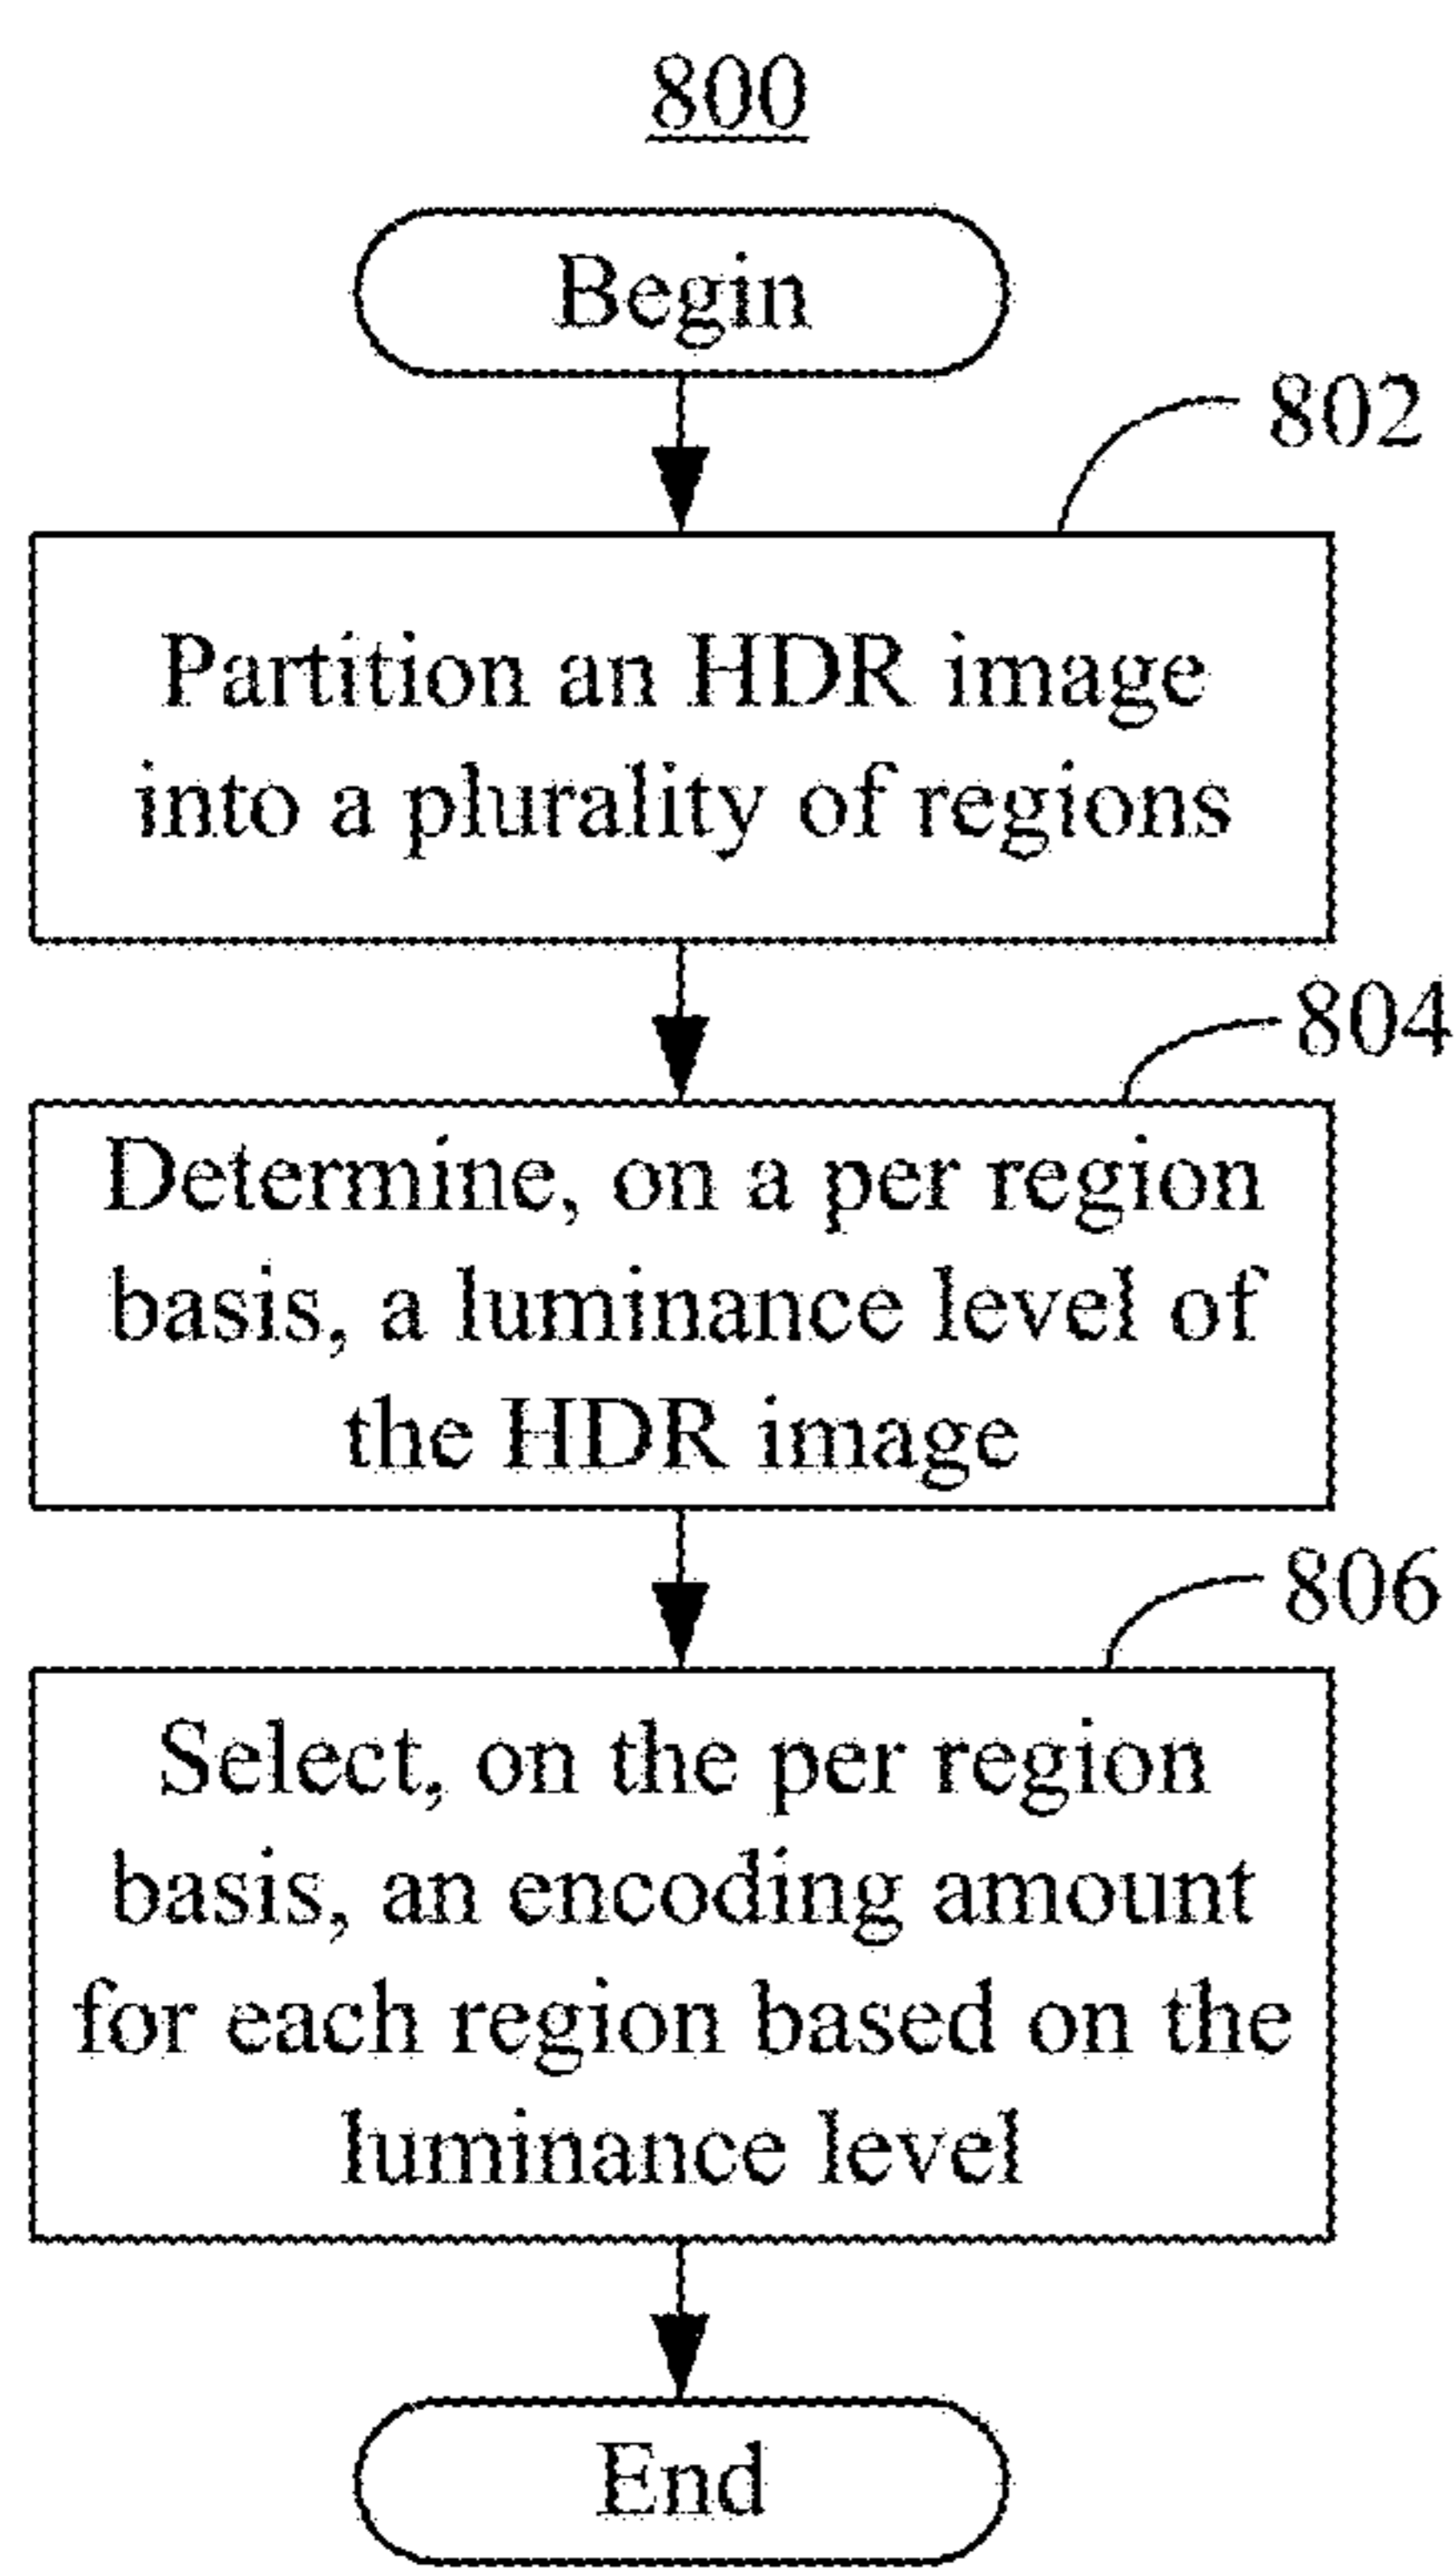 800
Begin
802
Partition an HDR image
into a plurality of regions
804
Determine, on a per region
basis, a luminance level of
the HDR image
806
Select, on the per region
basis, an encoding amount
for each region based on the
luminance level
End